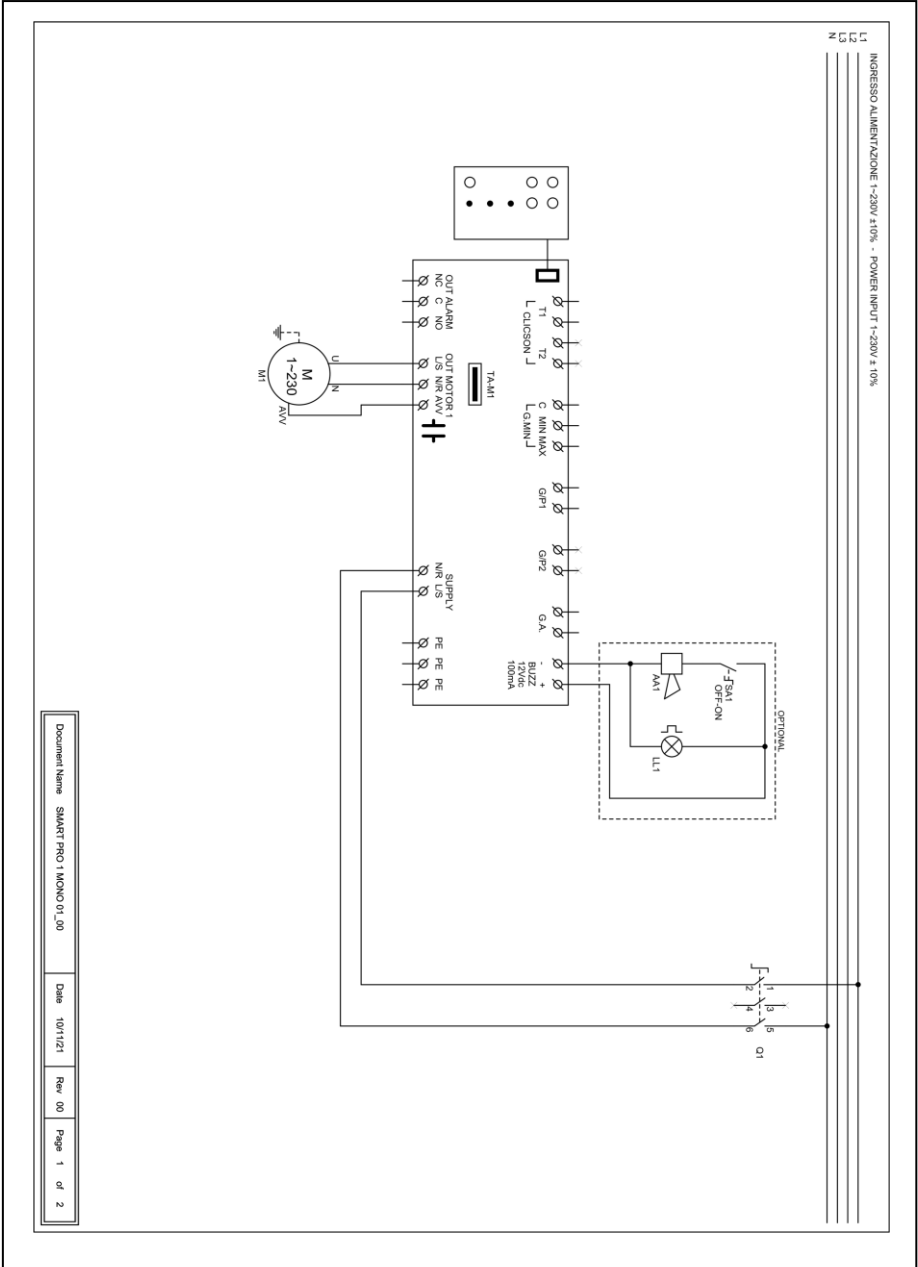 INGRESSO ALIMENTAZIONE 1~230V ±10% - POWER INPUT 1~230V ± 10%
L1
L2
L3
N
T1 T2
CLICSON
C MIN MAX
G.MIN
G/P1
G/P2
G.A.
- +
BUZZ
12Vdc
100mA
OPTIONAL
SA1
OFF-ON
AA1
LL1
TA-M1
OUT ALARM
NC C NO
OUT MOTOR 1
L/S N/R AVV
SUPPLY
N/R L/S
PE PE PE
U N AVV
M
1~230
M1
1 3 5
2 4 6
Q1
Document Name SMART PRO 1 MONO 01_00 Date 10/11/21 Rev 00 Page 1 of 2